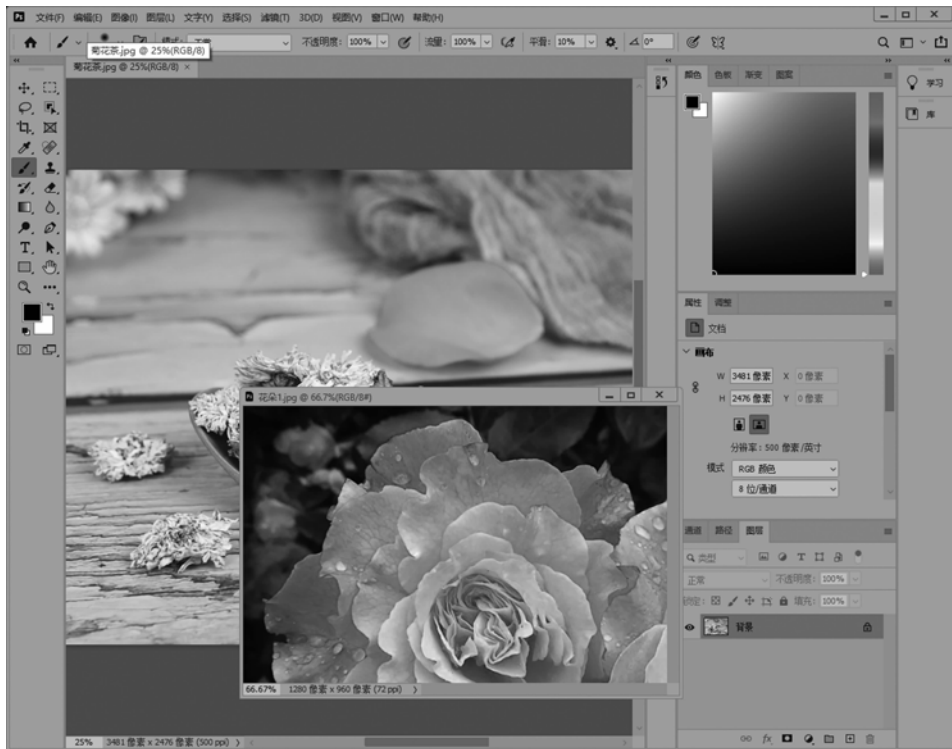 Ps 文件(F) 编辑(E) 图像(I) 图层(L) 文字(Y) 选择(S) 滤镜(T) 3D(D) 视图(V) 窗口(W) 帮助(H)
模式: 正常 不透明度: 100% 流量: 100% 平滑: 10% 0°
菊花茶.jpg @ 25%(RGB/8)
菊花茶.jpg @ 25%(RGB/8) ×
颜色 色板 渐变 图案
学习
库
属性 调整
文档
画布
W 3481 像素 X 0 像素
H 2476 像素 Y 0 像素
分辨率: 500 像素/英寸
模式 RGB 颜色
8 位/通道
Ps 花朵1.jpg @ 66.7%(RGB/8#)
66.67% 1280 像素 x 960 像素 (72 ppi)
通道 路径 图层
类型
正常 不透明度: 100%
锁定: 填充: 100%
背景
25% 3481 像素 x 2476 像素 (500 ppi)